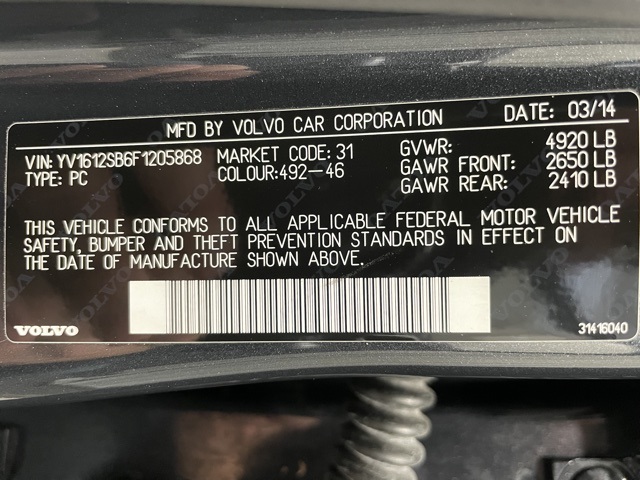 MFD BY VOLVO CAR CORPORATION DATE: 03/14
VIN: YV1612SB6F1205868 MARKET CODE: 31 GVWR: 4920 LB
TYPE: PC COLOUR:492-46 GAWR FRONT: 2650 LB
GAWR REAR: 2410 LB
THIS VEHICLE CONFORMS TO ALL APPLICABLE FEDERAL MOTOR VEHICLE
SAFETY, BUMPER AND THEFT PREVENTION STANDARDS IN EFFECT ON
THE DATE OF MANUFACTURE SHOWN ABOVE.
VOLVO 31416040